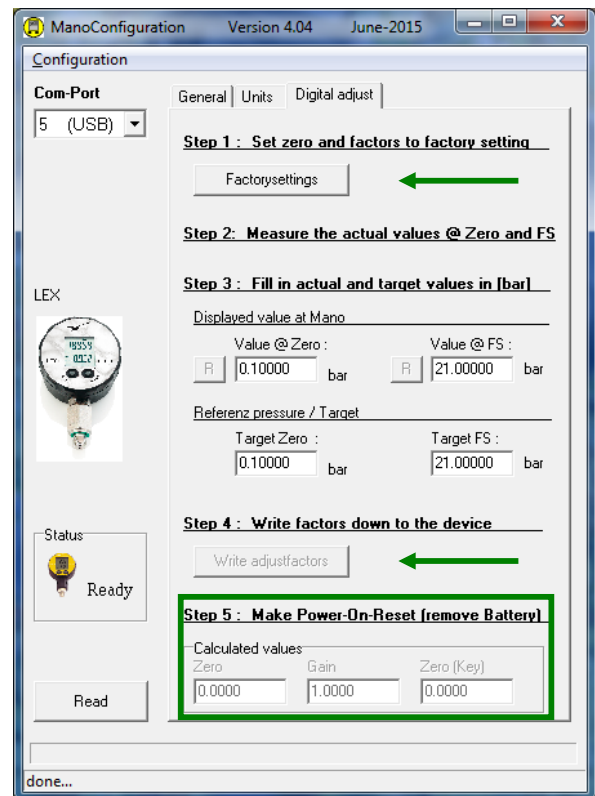 ManoConfiguration Version 4.04 June-2015
Configuration
Com-Port
5 (USB)
LEX
Status
Ready
Read
General Units Digital adjust
Step 1 : Set zero and factors to factory setting
Factorysettings
Step 2: Measure the actual values @ Zero and FS
Step 3 : Fill in actual and target values in [bar]
Displayed value at Mano
Value @ Zero : Value @ FS :
R 0.10000 bar R 21.00000 bar
Referenz pressure / Target
Target Zero : Target FS :
0.10000 bar 21.00000 bar
Step 4 : Write factors down to the device
Write adjustfactors
Step 5 : Make Power-On-Reset (remove Battery)
Calculated values
Zero Gain Zero (Key)
0.0000 1.0000 0.0000
done...